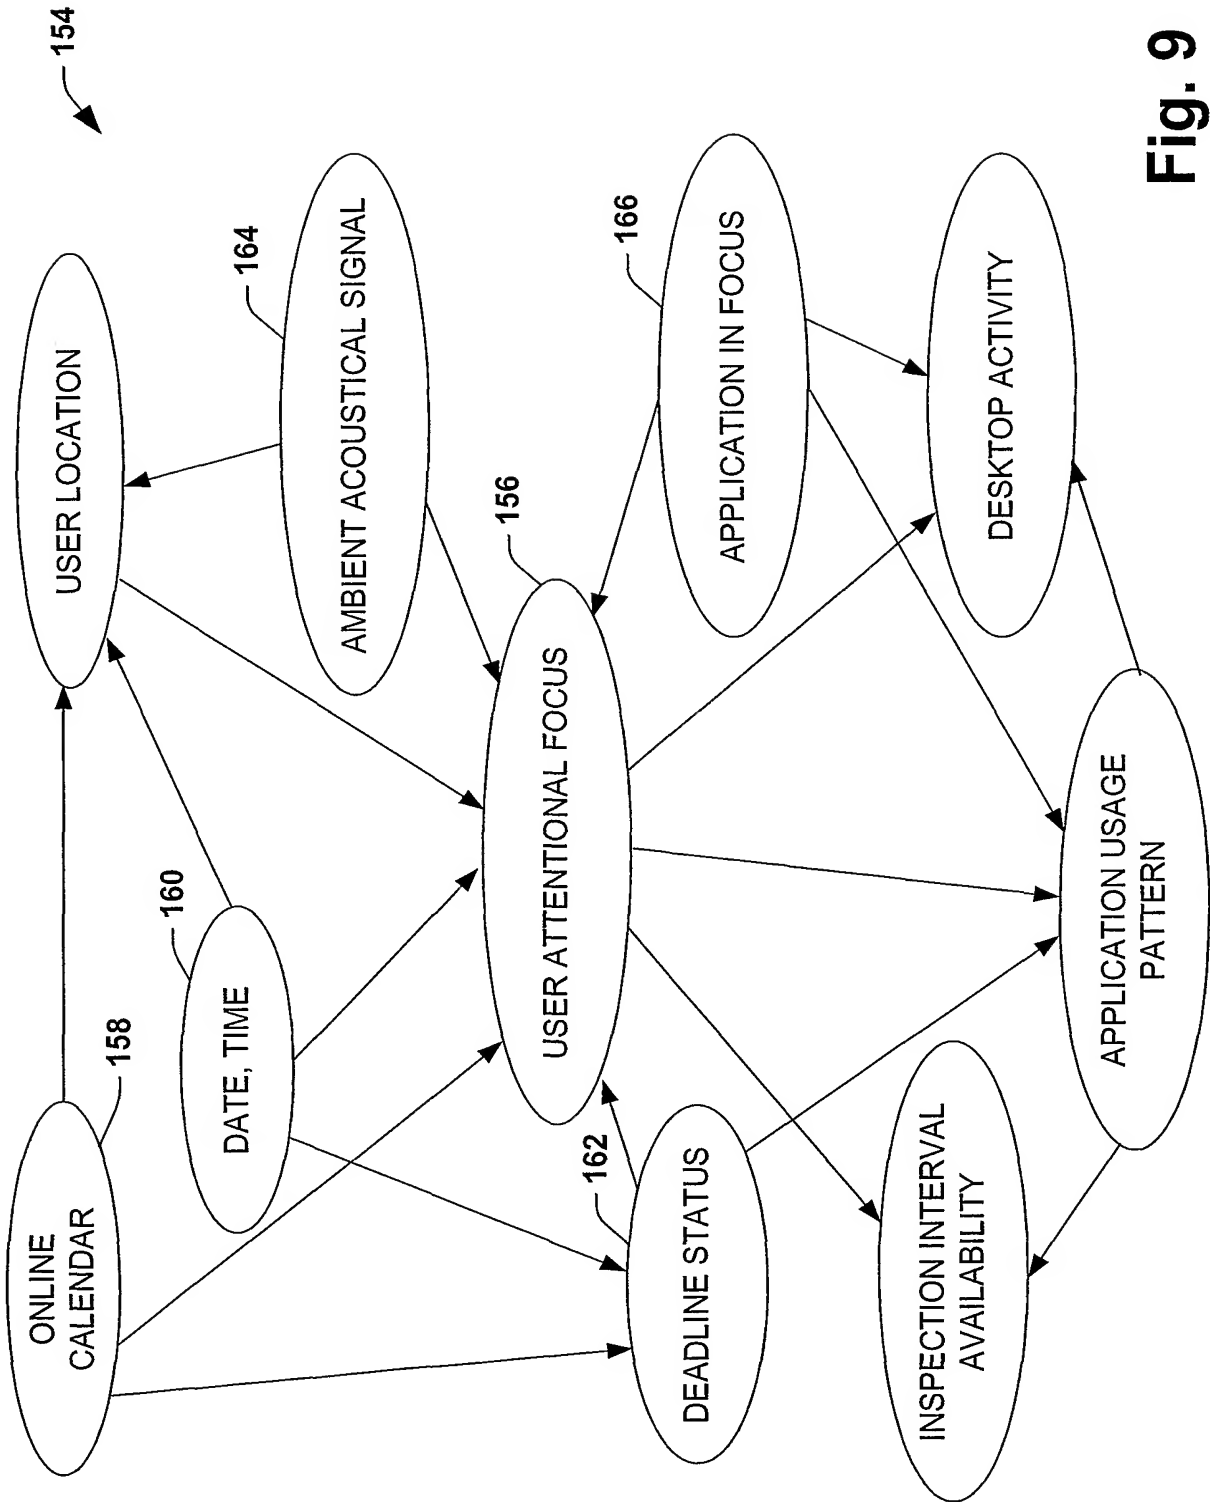 154
ONLINE
CALENDAR
158
USER LOCATION
DATE, TIME
160
164
AMBIENT ACOUSTICAL SIGNAL
156
USER ATTENTIONAL FOCUS
162
DEADLINE STATUS
166
APPLICATION IN FOCUS
INSPECTION INTERVAL
AVAILABILITY
DESKTOP ACTIVITY
APPLICATION USAGE
PATTERN
Fig. 9